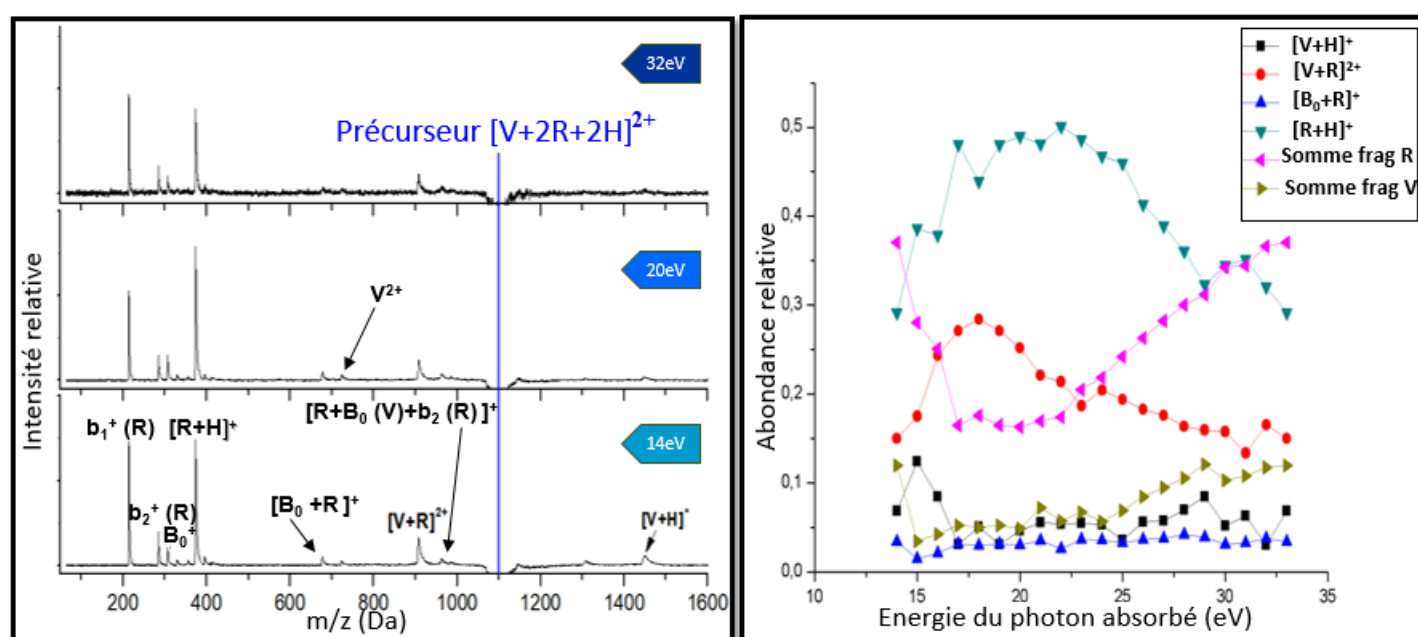 32eV
Précurseur [V+2R+2H]²⁺
20eV
V²⁺
[R+B₀ (V)+b₂ (R) ]⁺
b₁⁺ (R) [R+H]⁺
14eV
b₂⁺ (R)
B₀⁺
[B₀ +R ]⁺
[V+R]²⁺
[V+H]⁺
Intensité relative
200 400 600 800 1000 1200 1400 1600
m/z (Da)
[V+H]⁺
[V+R]²⁺
[B₀+R]⁺
[R+H]⁺
Somme frag R
Somme frag V
Abondance relative
0,5
0,4
0,3
0,2
0,1
0,0
10 15 20 25 30 35
Energie du photon absorbé (eV)